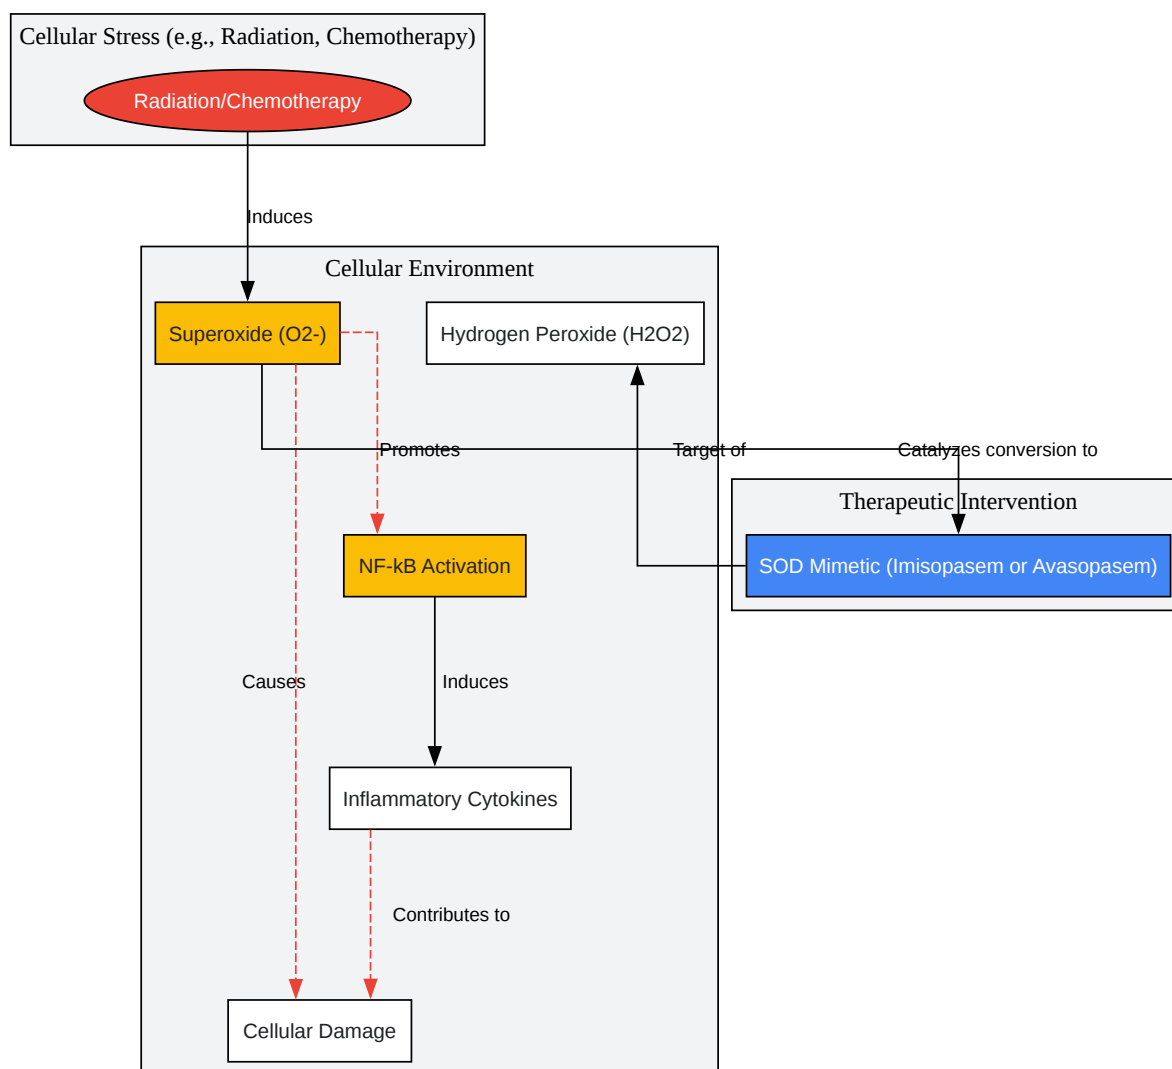 Cellular Stress (e.g., Radiation, Chemotherapy)
Radiation/Chemotherapy
Induces
Cellular Environment
Superoxide (O2-)
Hydrogen Peroxide (H2O2)
Promotes
Target of
Catalyzes conversion to
Therapeutic Intervention
NF-kB Activation
SOD Mimetic (Imisopasem or Avasopasem)
Causes
Induces
Inflammatory Cytokines
Contributes to
Cellular Damage